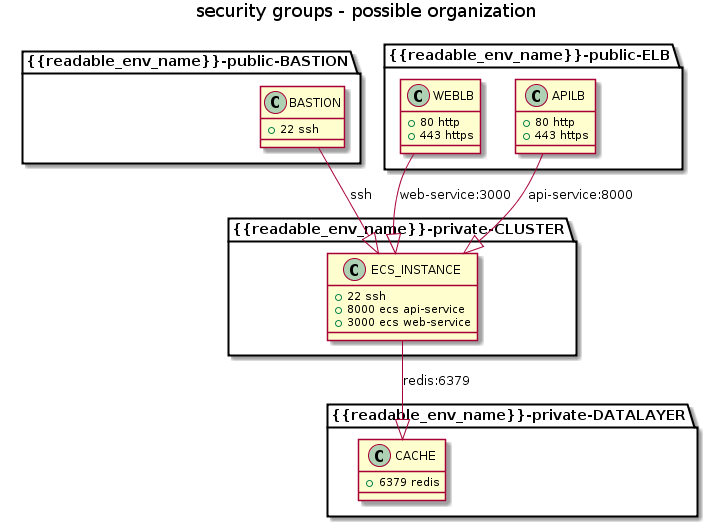 security groups - possible organization
{{readable_env_name}}-public-BASTION
{{readable_env_name}}-public-ELB
C BASTION
22 ssh
C WEBLB
80 http
443 https
C APILB
80 http
443 https
ssh
web-service:3000
api-service:8000
{{readable_env_name}}-private-CLUSTER
C ECS_INSTANCE
22 ssh
8000 ecs api-service
3000 ecs web-service
redis:6379
{{readable_env_name}}-private-DATALAYER
C CACHE
6379 redis